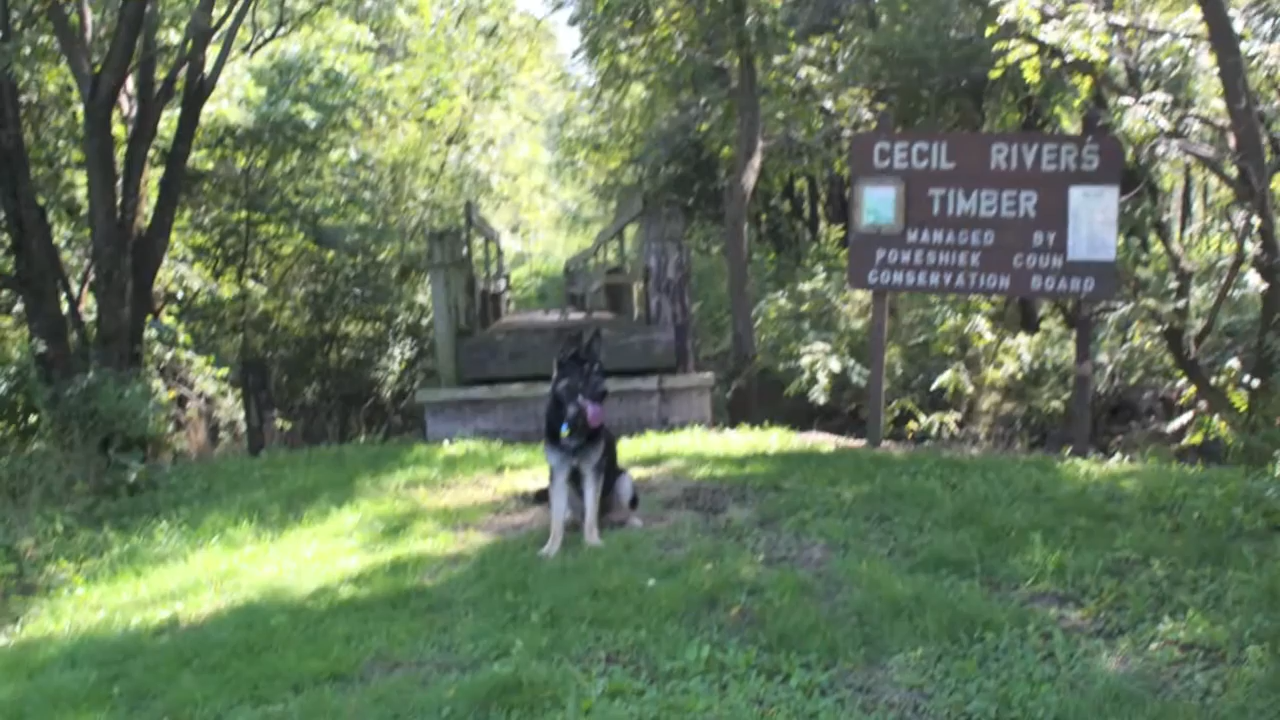 CECIL RIVERS
TIMBER
MANAGED BY
POWESHIEK COUN
CONSERVATION BOARD